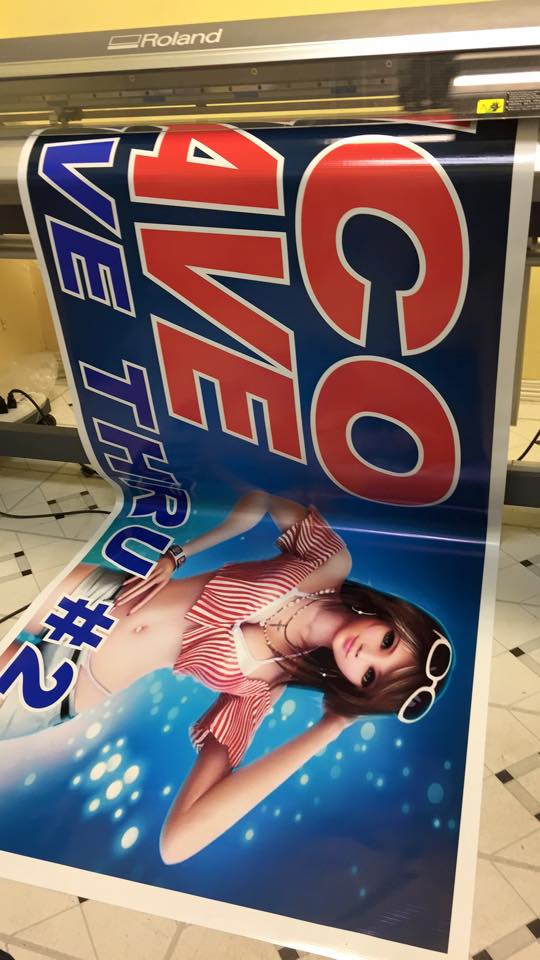 Roland
CO
AVE
VE THRU #2